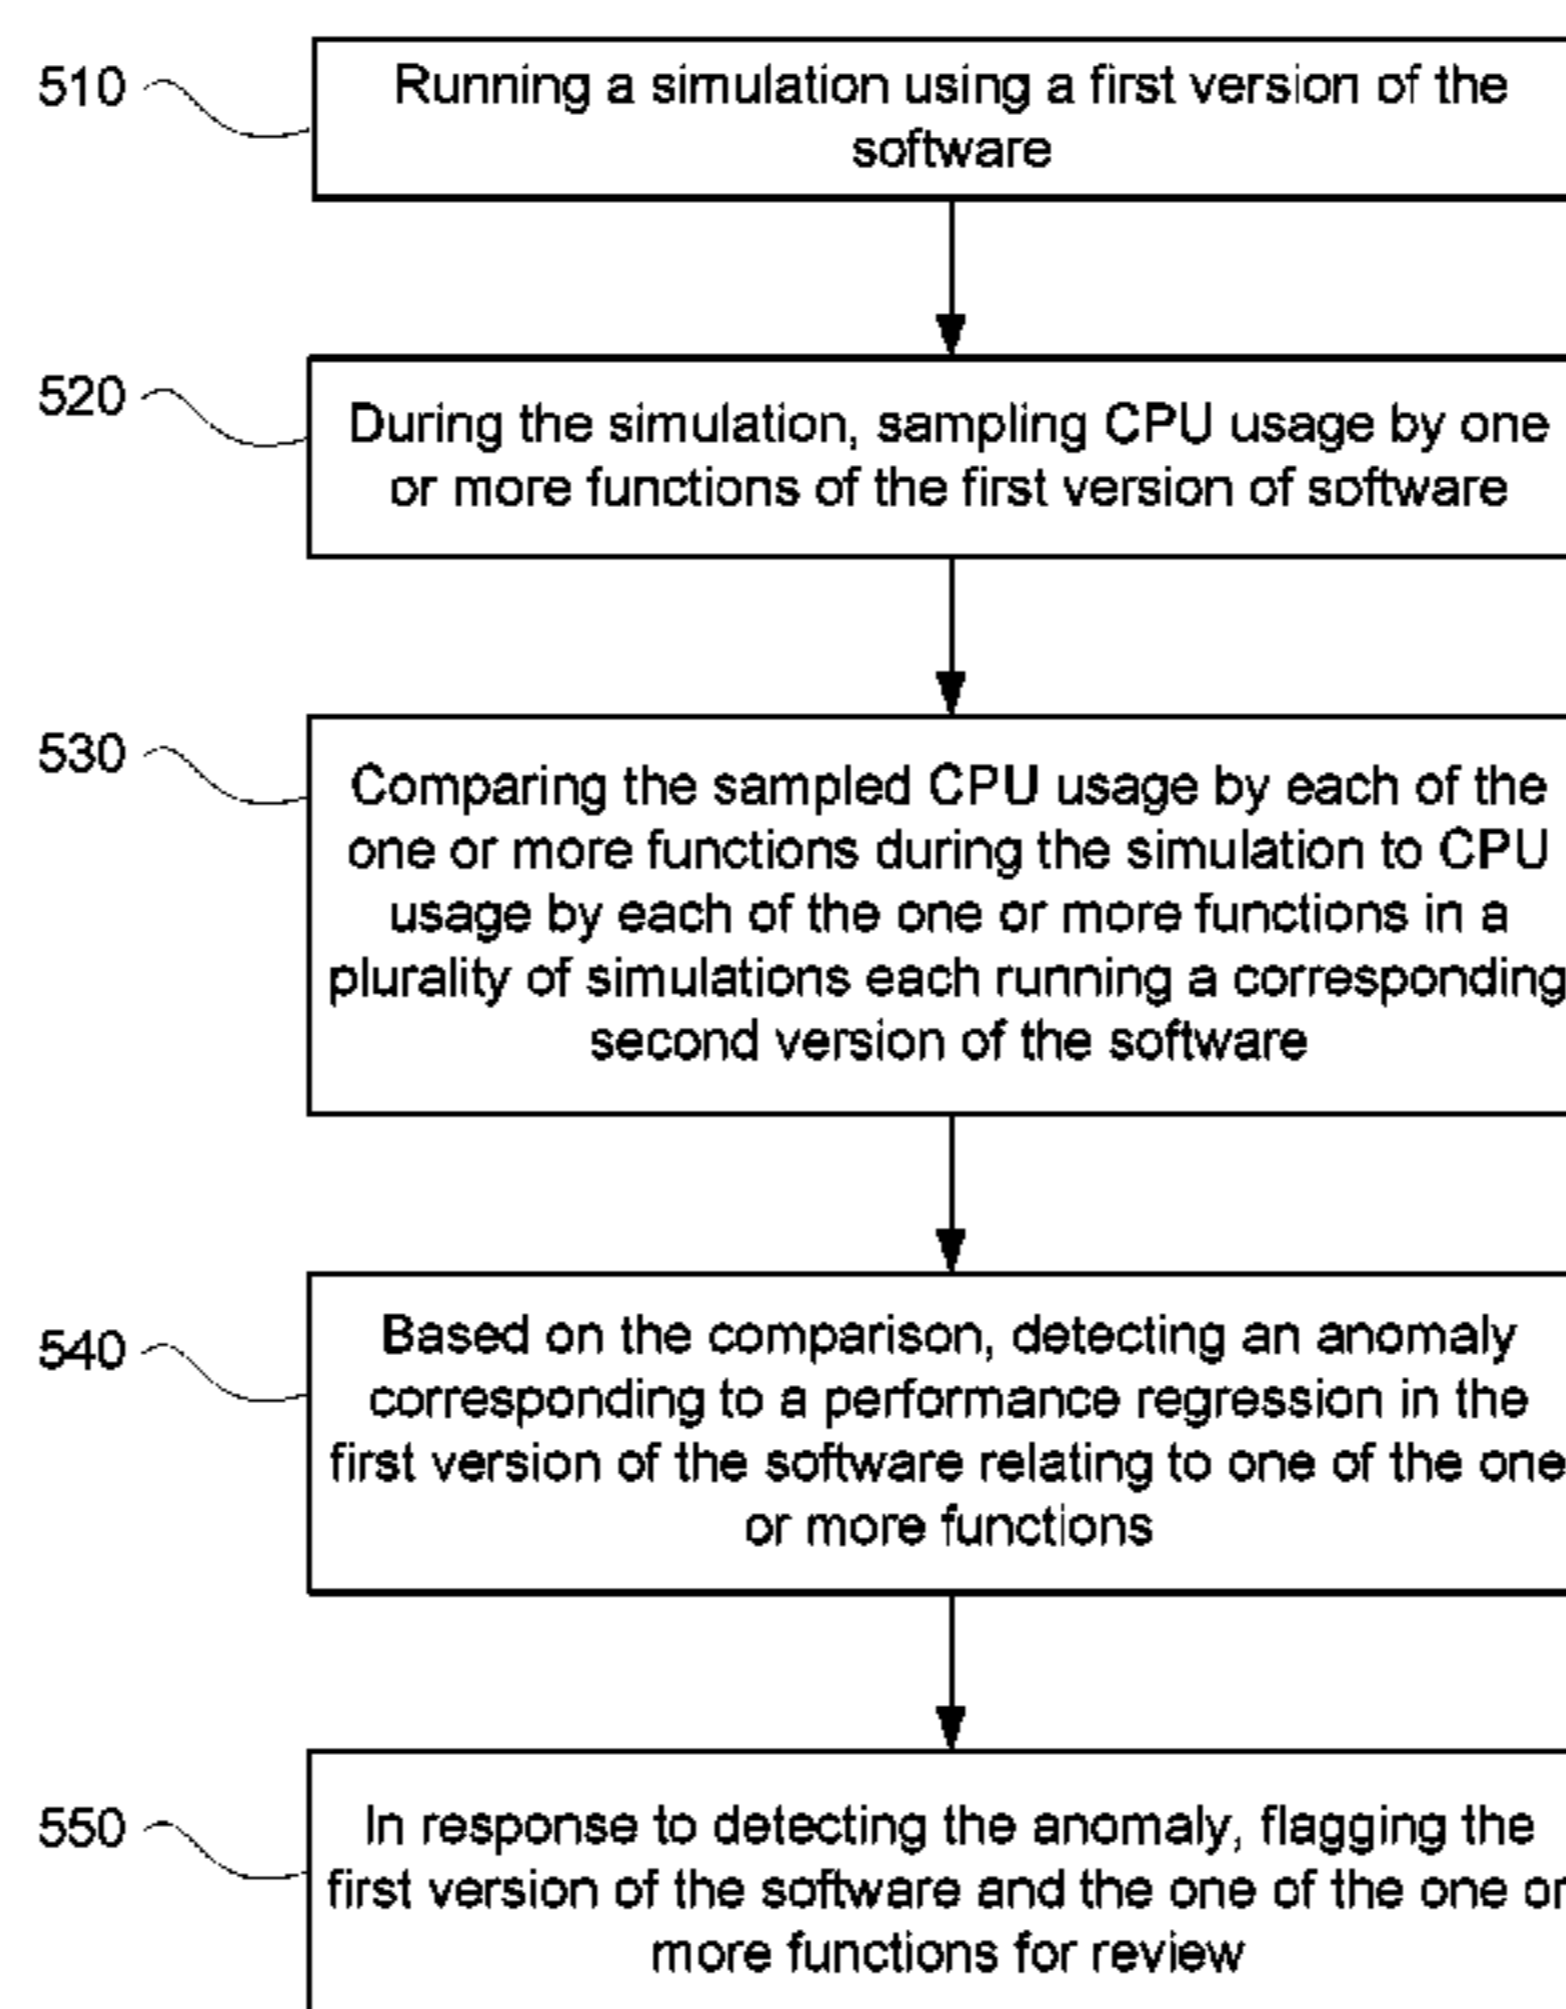 510
Running a simulation using a first version of the
software
520
During the simulation, sampling CPU usage by one
or more functions of the first version of software
530
Comparing the sampled CPU usage by each of the
one or more functions during the simulation to CPU
usage by each of the one or more functions in a
plurality of simulations each running a corresponding
second version of the software
540
Based on the comparison, detecting an anomaly
corresponding to a performance regression in the
first version of the software relating to one of the one
or more functions
550
In response to detecting the anomaly, flagging the
first version of the software and the one of the one or
more functions for review